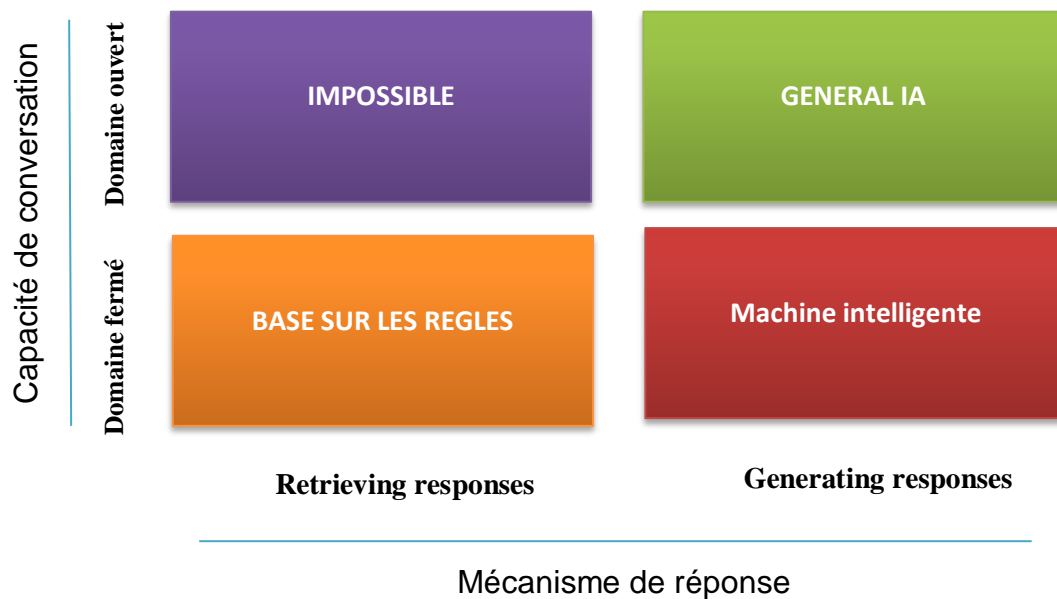 Capacité de conversation
Domaine ouvert
IMPOSSIBLE
GENERAL IA
Domaine fermé
BASE SUR LES REGLES
Machine intelligente
Retrieving responses
Generating responses
Mécanisme de réponse